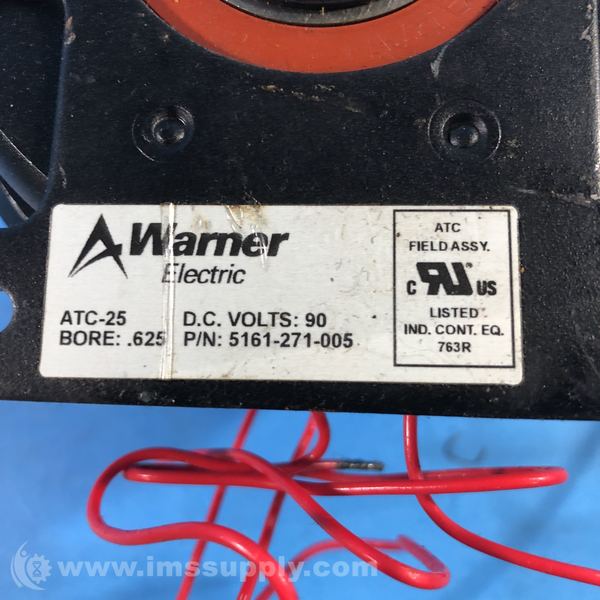 Warner
Electric
ATC-25
D.C. VOLTS: 90
BORE: .625
P/N: 5161-271-005
ATC
FIELD ASSY.
C RU US
LISTED
IND. CONT. EQ.
763R
www.imssupply.com